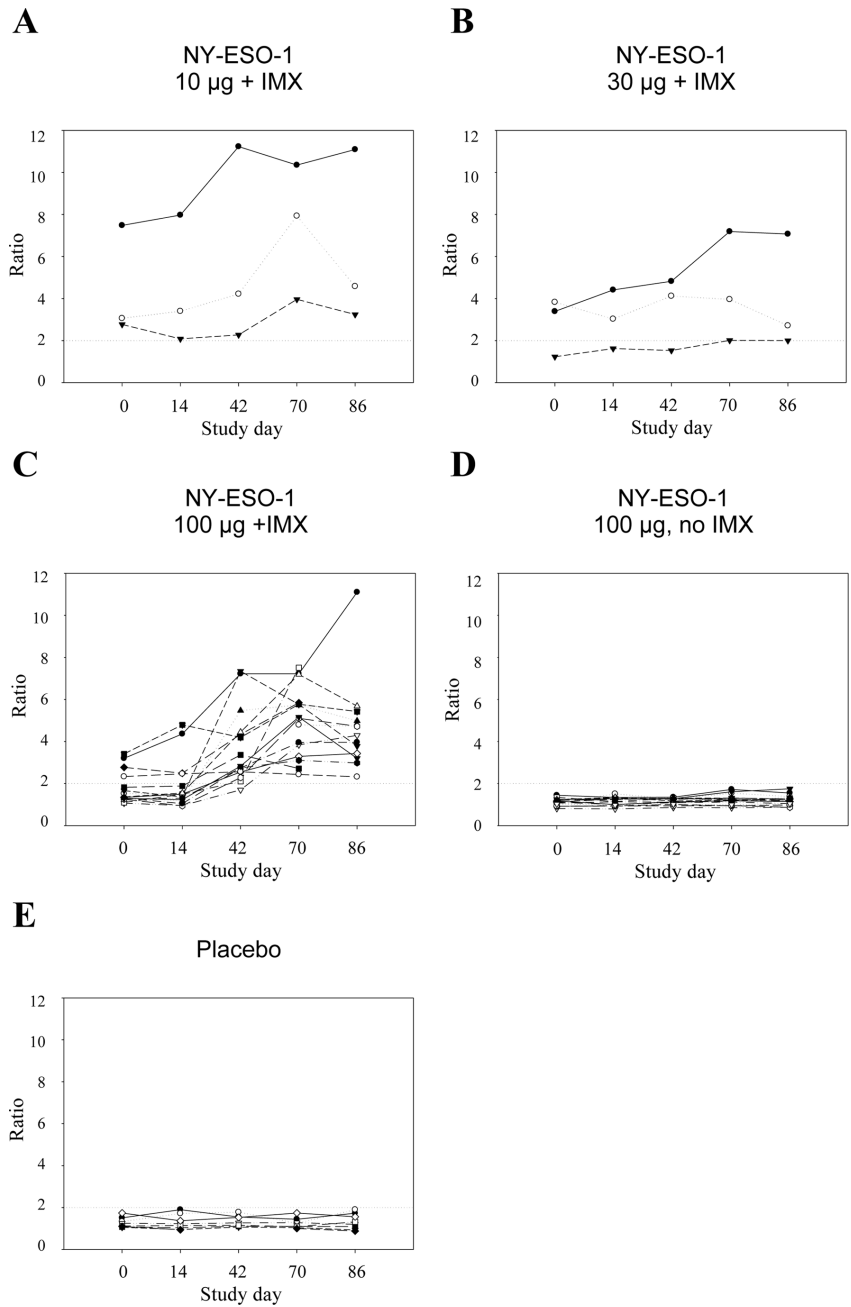 A
NY-ESO-1
10 µg + IMX
12
10
8
6
4
2
0
Ratio
0 14 42 70 86
Study day
B
NY-ESO-1
30 µg + IMX
12
10
8
6
4
2
0
Ratio
0 14 42 70 86
Study day
C
NY-ESO-1
100 µg +IMX
12
10
8
6
4
2
0
Ratio
0 14 42 70 86
Study day
D
NY-ESO-1
100 µg, no IMX
12
10
8
6
4
2
0
Ratio
0 14 42 70 86
Study day
E
Placebo
12
10
8
6
4
2
0
Ratio
0 14 42 70 86
Study day